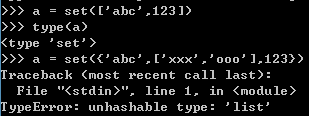 >>> a = set(['abc',123])
>>> type(a)
<type 'set'>
>>> a = set({'abc',['xxx','ooo'],123})
Traceback (most recent call last):
  File "<stdin>", line 1, in <module>
TypeError: unhashable type: 'list'